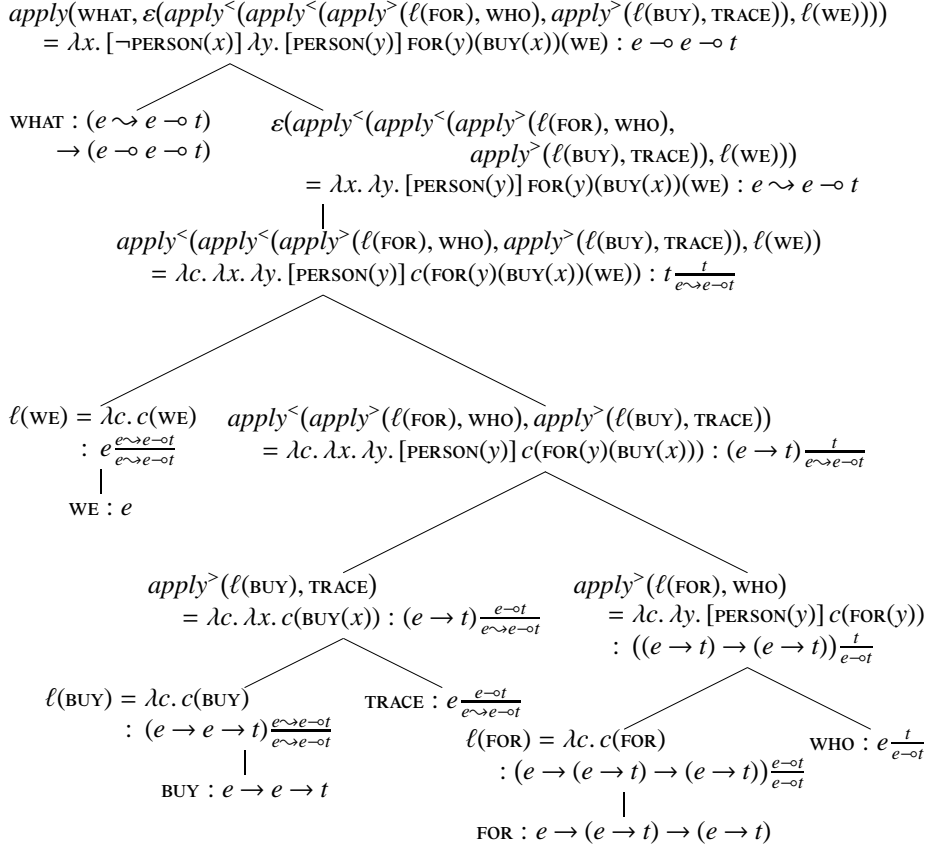 apply(WHAT, ε(apply<(apply<(apply>(ℓ(FOR), WHO), apply>(ℓ(BUY), TRACE)), ℓ(WE))))
= λx. [¬PERSON(x)] λy. [PERSON(y)] FOR(y)(BUY(x))(WE) : e ⊸ e ⊸ t
WHAT : (e ⇝ e ⊸ t)
→ (e ⊸ e ⊸ t)
ε(apply<(apply<(apply>(ℓ(FOR), WHO),
apply>(ℓ(BUY), TRACE)), ℓ(WE)))
= λx. λy. [PERSON(y)] FOR(y)(BUY(x))(WE) : e ⇝ e ⊸ t
apply<(apply<(apply>(ℓ(FOR), WHO), apply>(ℓ(BUY), TRACE)), ℓ(WE))
= λc. λx. λy. [PERSON(y)] c(FOR(y)(BUY(x))(WE)) : t t/e⇝e⊸t
ℓ(WE) = λc. c(WE)
: e e⇝e⊸t/e⇝e⊸t
WE : e
apply<(apply>(ℓ(FOR), WHO), apply>(ℓ(BUY), TRACE))
= λc. λx. λy. [PERSON(y)] c(FOR(y)(BUY(x))) : (e → t) t/e⇝e⊸t
apply>(ℓ(BUY), TRACE)
= λc. λx. c(BUY(x)) : (e → t) e⊸t/e⇝e⊸t
apply>(ℓ(FOR), WHO)
= λc. λy. [PERSON(y)] c(FOR(y))
: ((e → t) → (e → t)) t/e⊸t
ℓ(BUY) = λc. c(BUY)
: (e → e → t) e⇝e⊸t/e⇝e⊸t
BUY : e → e → t
TRACE : e e⊸t/e⇝e⊸t
ℓ(FOR) = λc. c(FOR)
: (e → (e → t) → (e → t)) e⊸t/e⊸t
FOR : e → (e → t) → (e → t)
WHO : e t/e⊸t